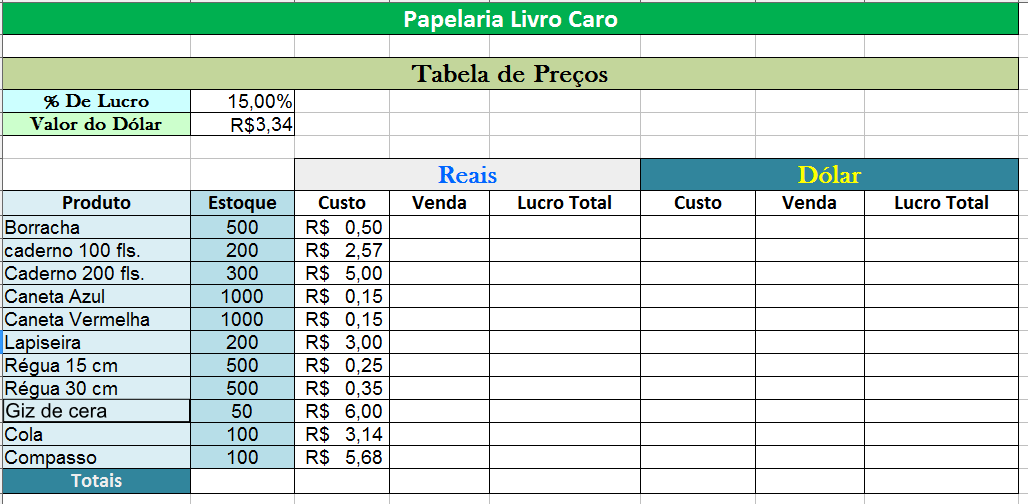 Papelaria Livro Caro
Tabela de Preços
% De Lucro 15,00%
Valor do Dólar R$3,34
Reais Dólar
Produto Estoque Custo Venda Lucro Total Custo Venda Lucro Total
Borracha 500 R$ 0,50
caderno 100 fls. 200 R$ 2,57
Caderno 200 fls. 300 R$ 5,00
Caneta Azul 1000 R$ 0,15
Caneta Vermelha 1000 R$ 0,15
Lapiseira 200 R$ 3,00
Régua 15 cm 500 R$ 0,25
Régua 30 cm 500 R$ 0,35
Giz de cera 50 R$ 6,00
Cola 100 R$ 3,14
Compasso 100 R$ 5,68
Totais